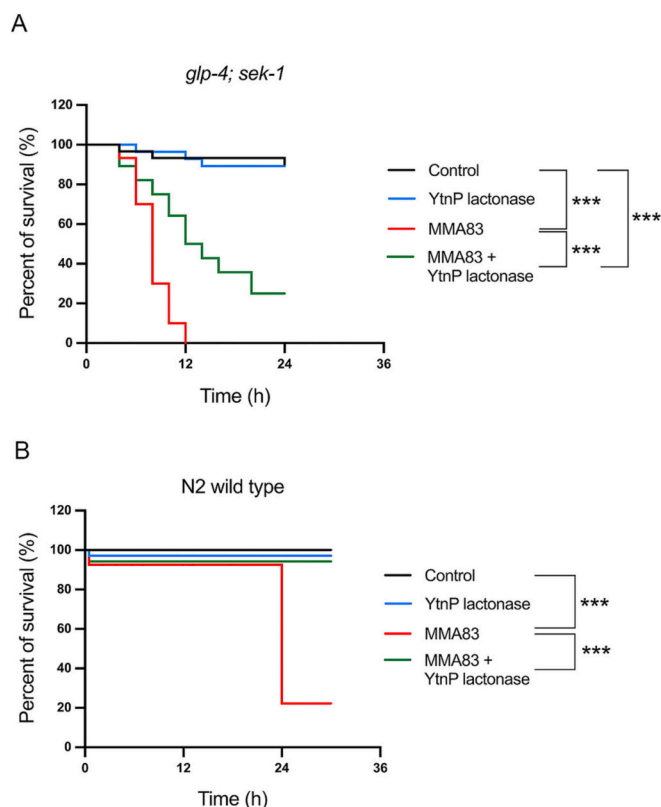 A
glp-4; sek-1
120
100
80
60
40
20
0
Percent of survival (%)
0
12
24
36
Time (h)
Control
YtnP lactonase
MMA83
MMA83 +
YtnP lactonase
***
***
***
B
N2 wild type
120
100
80
60
40
20
0
Percent of survival (%)
0
12
24
36
Time (h)
Control
YtnP lactonase
MMA83
MMA83 +
YtnP lactonase
***
***